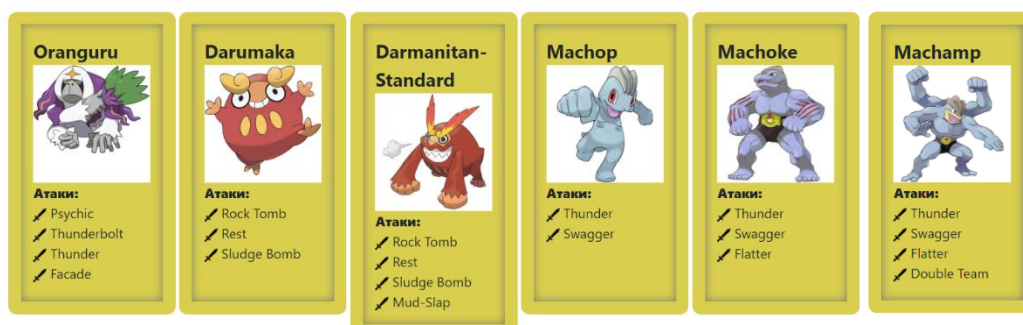 Oranguru
Атаки:
Psychic
Thunderbolt
Thunder
Facade
Darumaka
Атаки:
Rock Tomb
Rest
Sludge Bomb
Darmanitan-
Standard
Атаки:
Rock Tomb
Rest
Sludge Bomb
Mud-Slap
Machop
Атаки:
Thunder
Swagger
Machoke
Атаки:
Thunder
Swagger
Flatter
Machamp
Атаки:
Thunder
Swagger
Flatter
Double Team